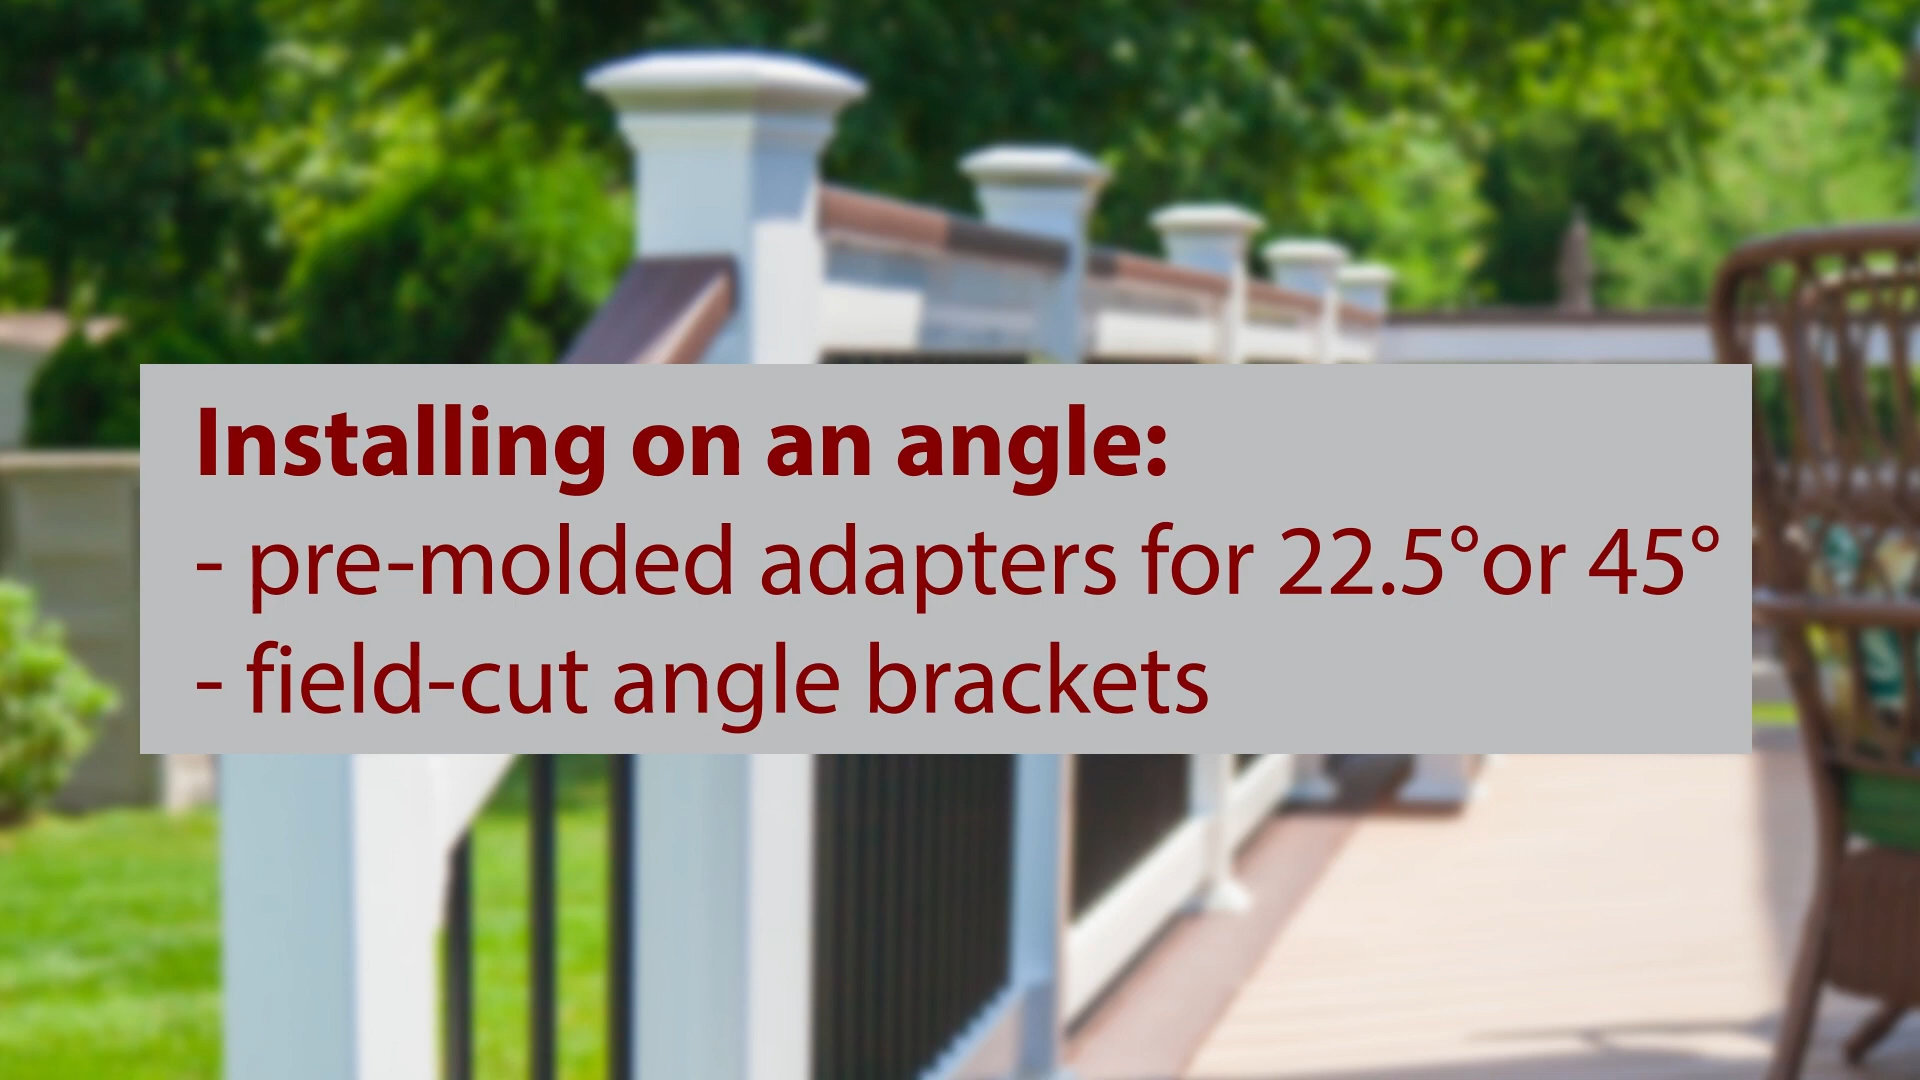 Installing on an angle:
- pre-molded adapters for 22.5°or 45°
- field-cut angle brackets